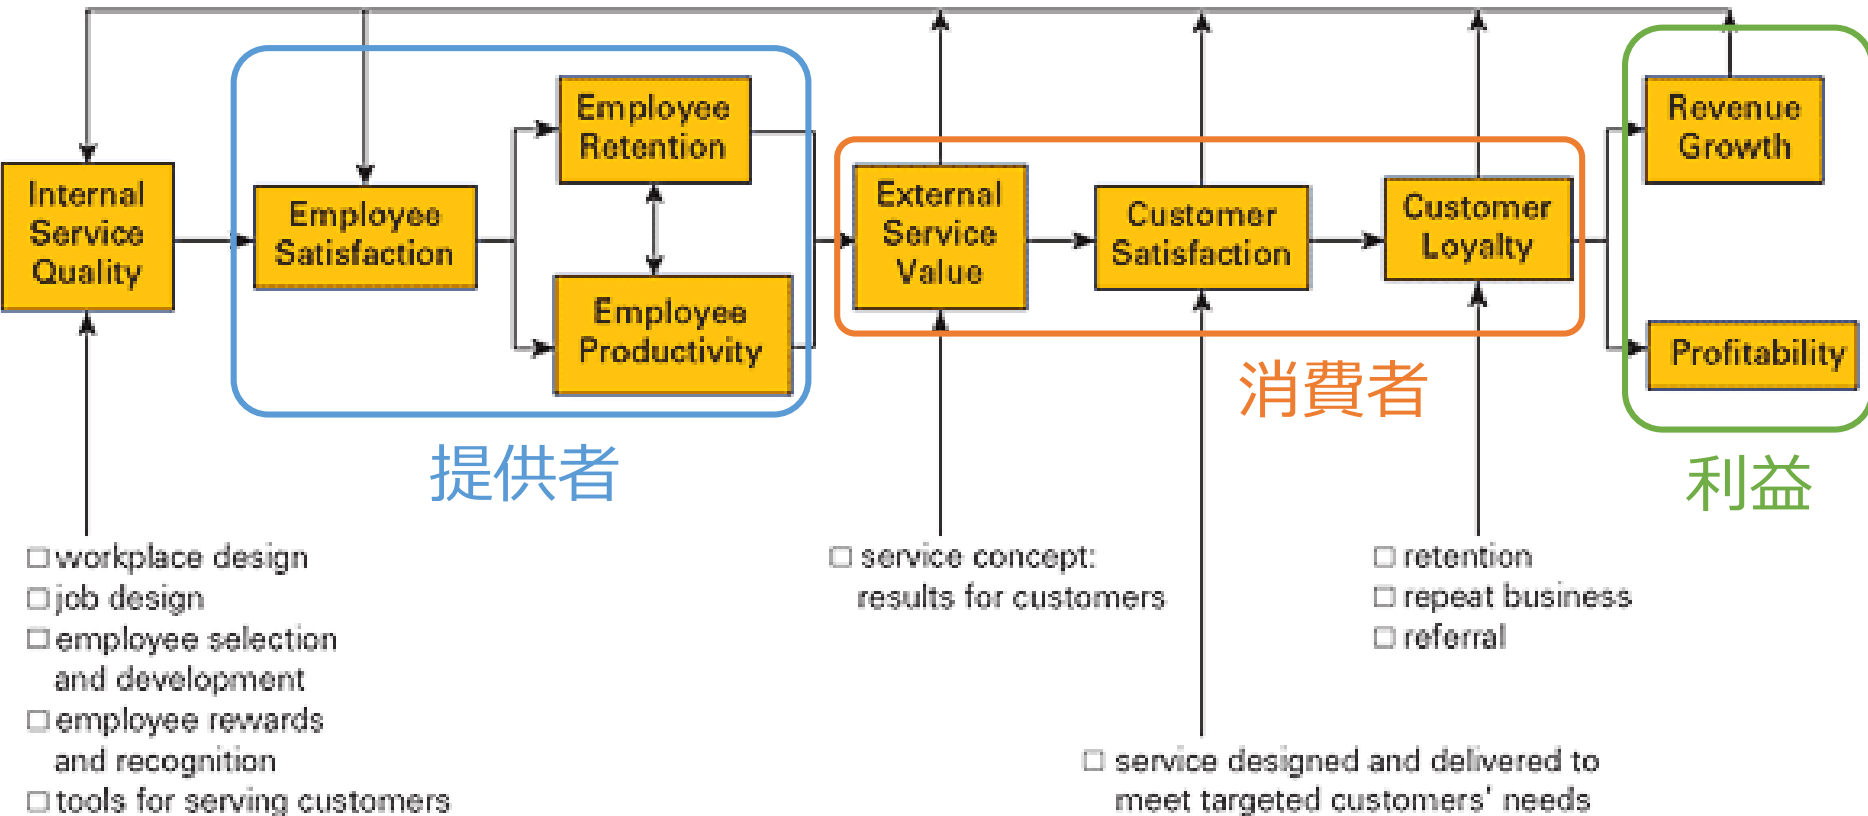 Internal
Service
Quality
Employee
Satisfaction
Employee
Retention
Employee
Productivity
External
Service
Value
Customer
Satisfaction
Customer
Loyalty
Revenue
Growth
Profitability
提供者
消費者
利益
□ workplace design
□ job design
□ employee selection
and development
□ employee rewards
and recognition
□ tools for serving customers
□ service concept:
results for customers
□ service designed and delivered to
meet targeted customers' needs
□ retention
□ repeat business
□ referral